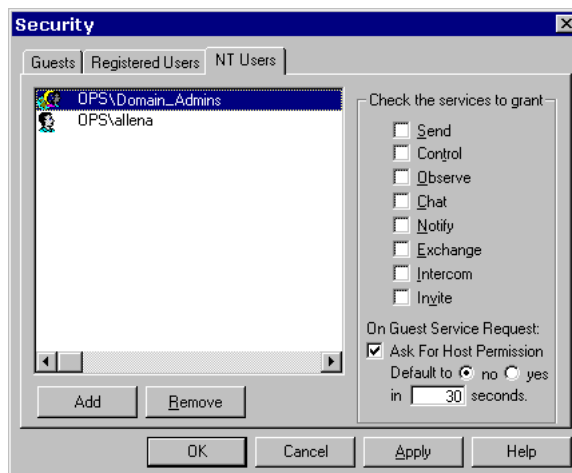 Security
Guests Registered Users NT Users
OPS\Domain_Admins
OPS\allena
Check the services to grant
Send
Control
Observe
Chat
Notify
Exchange
Intercom
Invite
On Guest Service Request:
Ask For Host Permission
Default to no yes
in 30 seconds.
Add Remove
OK Cancel Apply Help